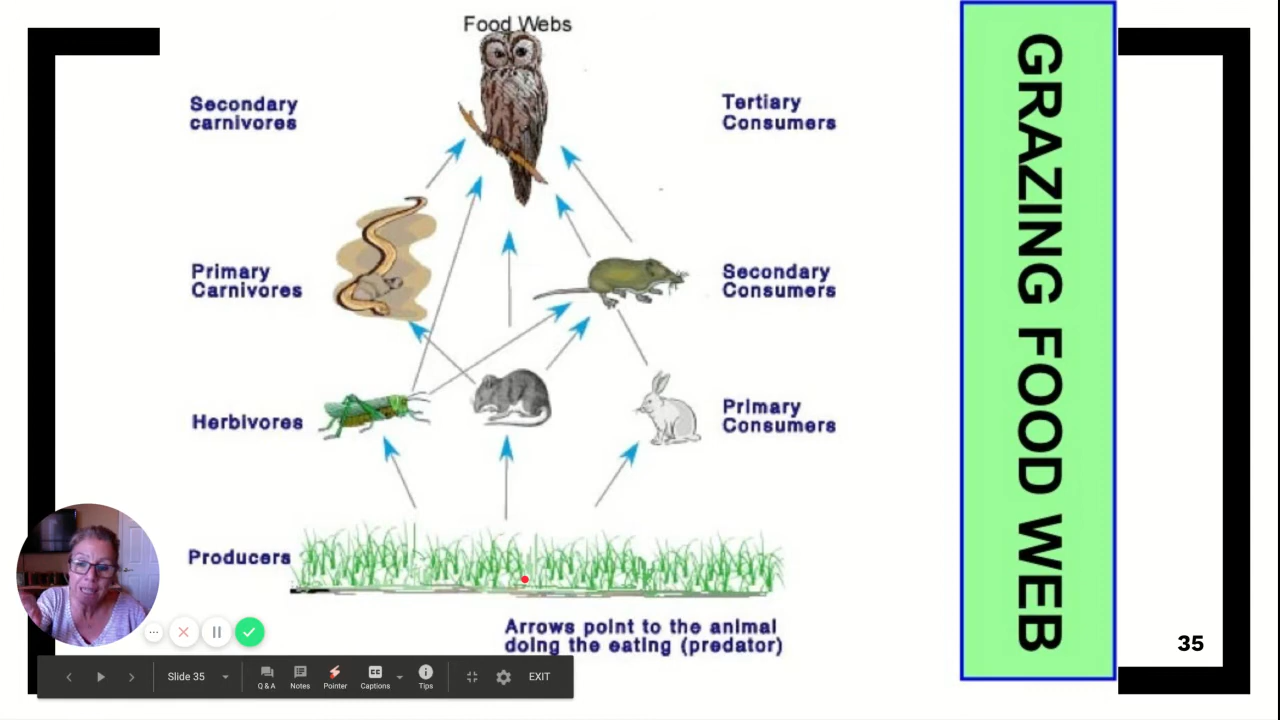 Food Webs
Secondary
carnivores
Tertiary
Consumers
Primary
Carnivores
Secondary
Consumers
Herbivores
Primary
Consumers
Producers
Arrows point to the animal
doing the eating (predator)
GRAZING FOOD WEB
35
Slide 35
Q & A
Notes
Pointer
CC
Captions
Tips
EXIT